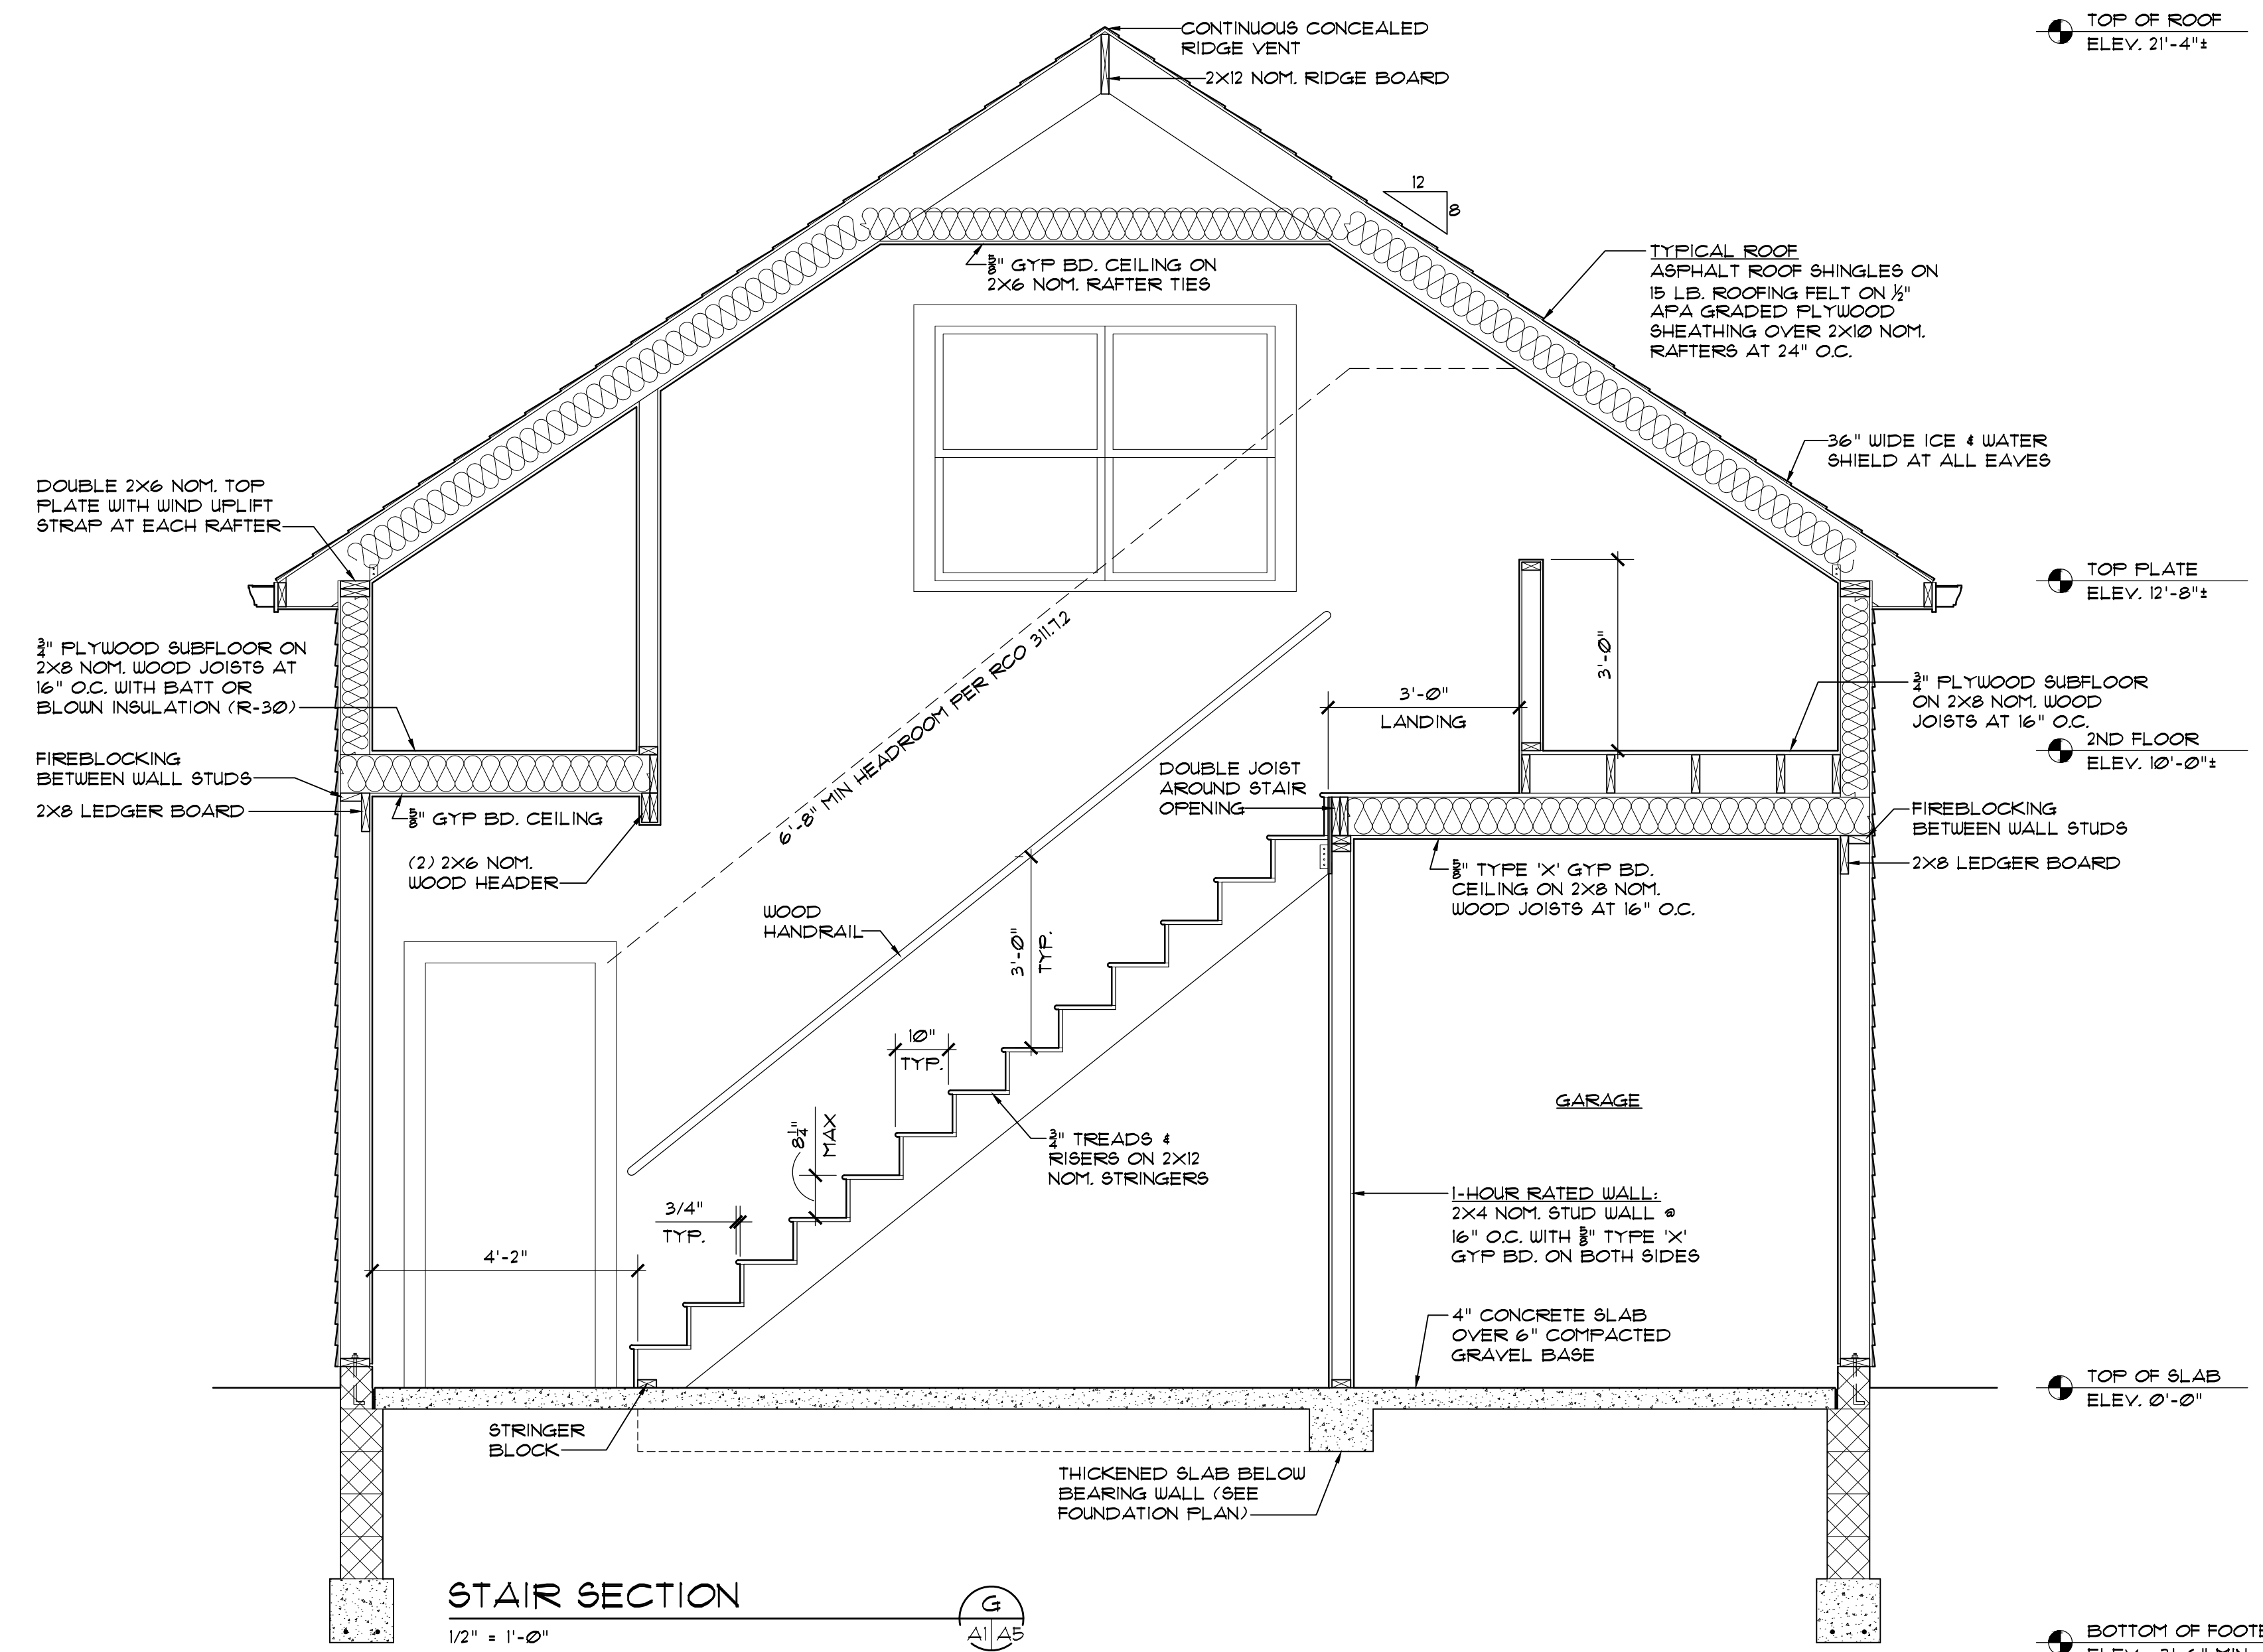 CONTINUOUS CONCEALED
RIDGE VENT
2X12 NOM. RIDGE BOARD
TOP OF ROOF
ELEV. 21'-4"±
12
8
TYPICAL ROOF
ASPHALT ROOF SHINGLES ON
15 LB. ROOFING FELT ON ½"
APA GRADED PLYWOOD
SHEATHING OVER 2X10 NOM.
RAFTERS AT 24" O.C.
⅝" GYP BD. CEILING ON
2X6 NOM. RAFTER TIES
36" WIDE ICE & WATER
SHIELD AT ALL EAVES
DOUBLE 2X6 NOM. TOP
PLATE WITH WIND UPLIFT
STRAP AT EACH RAFTER
TOP PLATE
ELEV. 12'-8"±
¾" PLYWOOD SUBFLOOR ON
2X8 NOM. WOOD JOISTS AT
16" O.C. WITH BATT OR
BLOWN INSULATION (R-30)
6'-8" MIN HEADROOM PER RCO 311.7.2
3'-0"
3'-0"
LANDING
¾" PLYWOOD SUBFLOOR
ON 2X8 NOM. WOOD
JOISTS AT 16" O.C.
2ND FLOOR
ELEV. 10'-0"±
FIREBLOCKING
BETWEEN WALL STUDS
2X8 LEDGER BOARD
⅝" GYP BD. CEILING
(2) 2X6 NOM.
WOOD HEADER
DOUBLE JOIST
AROUND STAIR
OPENING
FIREBLOCKING
BETWEEN WALL STUDS
2X8 LEDGER BOARD
⅝" TYPE 'X' GYP BD.
CEILING ON 2X8 NOM.
WOOD JOISTS AT 16" O.C.
WOOD
HANDRAIL
3'-0"
TYP.
10"
TYP.
8¼"
MAX
GARAGE
¾" TREADS &
RISERS ON 2X12
NOM. STRINGERS
3/4"
TYP.
4'-2"
1-HOUR RATED WALL:
2X4 NOM. STUD WALL @
16" O.C. WITH ⅝" TYPE 'X'
GYP BD. ON BOTH SIDES
4" CONCRETE SLAB
OVER 6" COMPACTED
GRAVEL BASE
TOP OF SLAB
ELEV. 0'-0"
STRINGER
BLOCK
THICKENED SLAB BELOW
BEARING WALL (SEE
FOUNDATION PLAN)
STAIR SECTION
1/2" = 1'-0"
G
A1 A5
BOTTOM OF